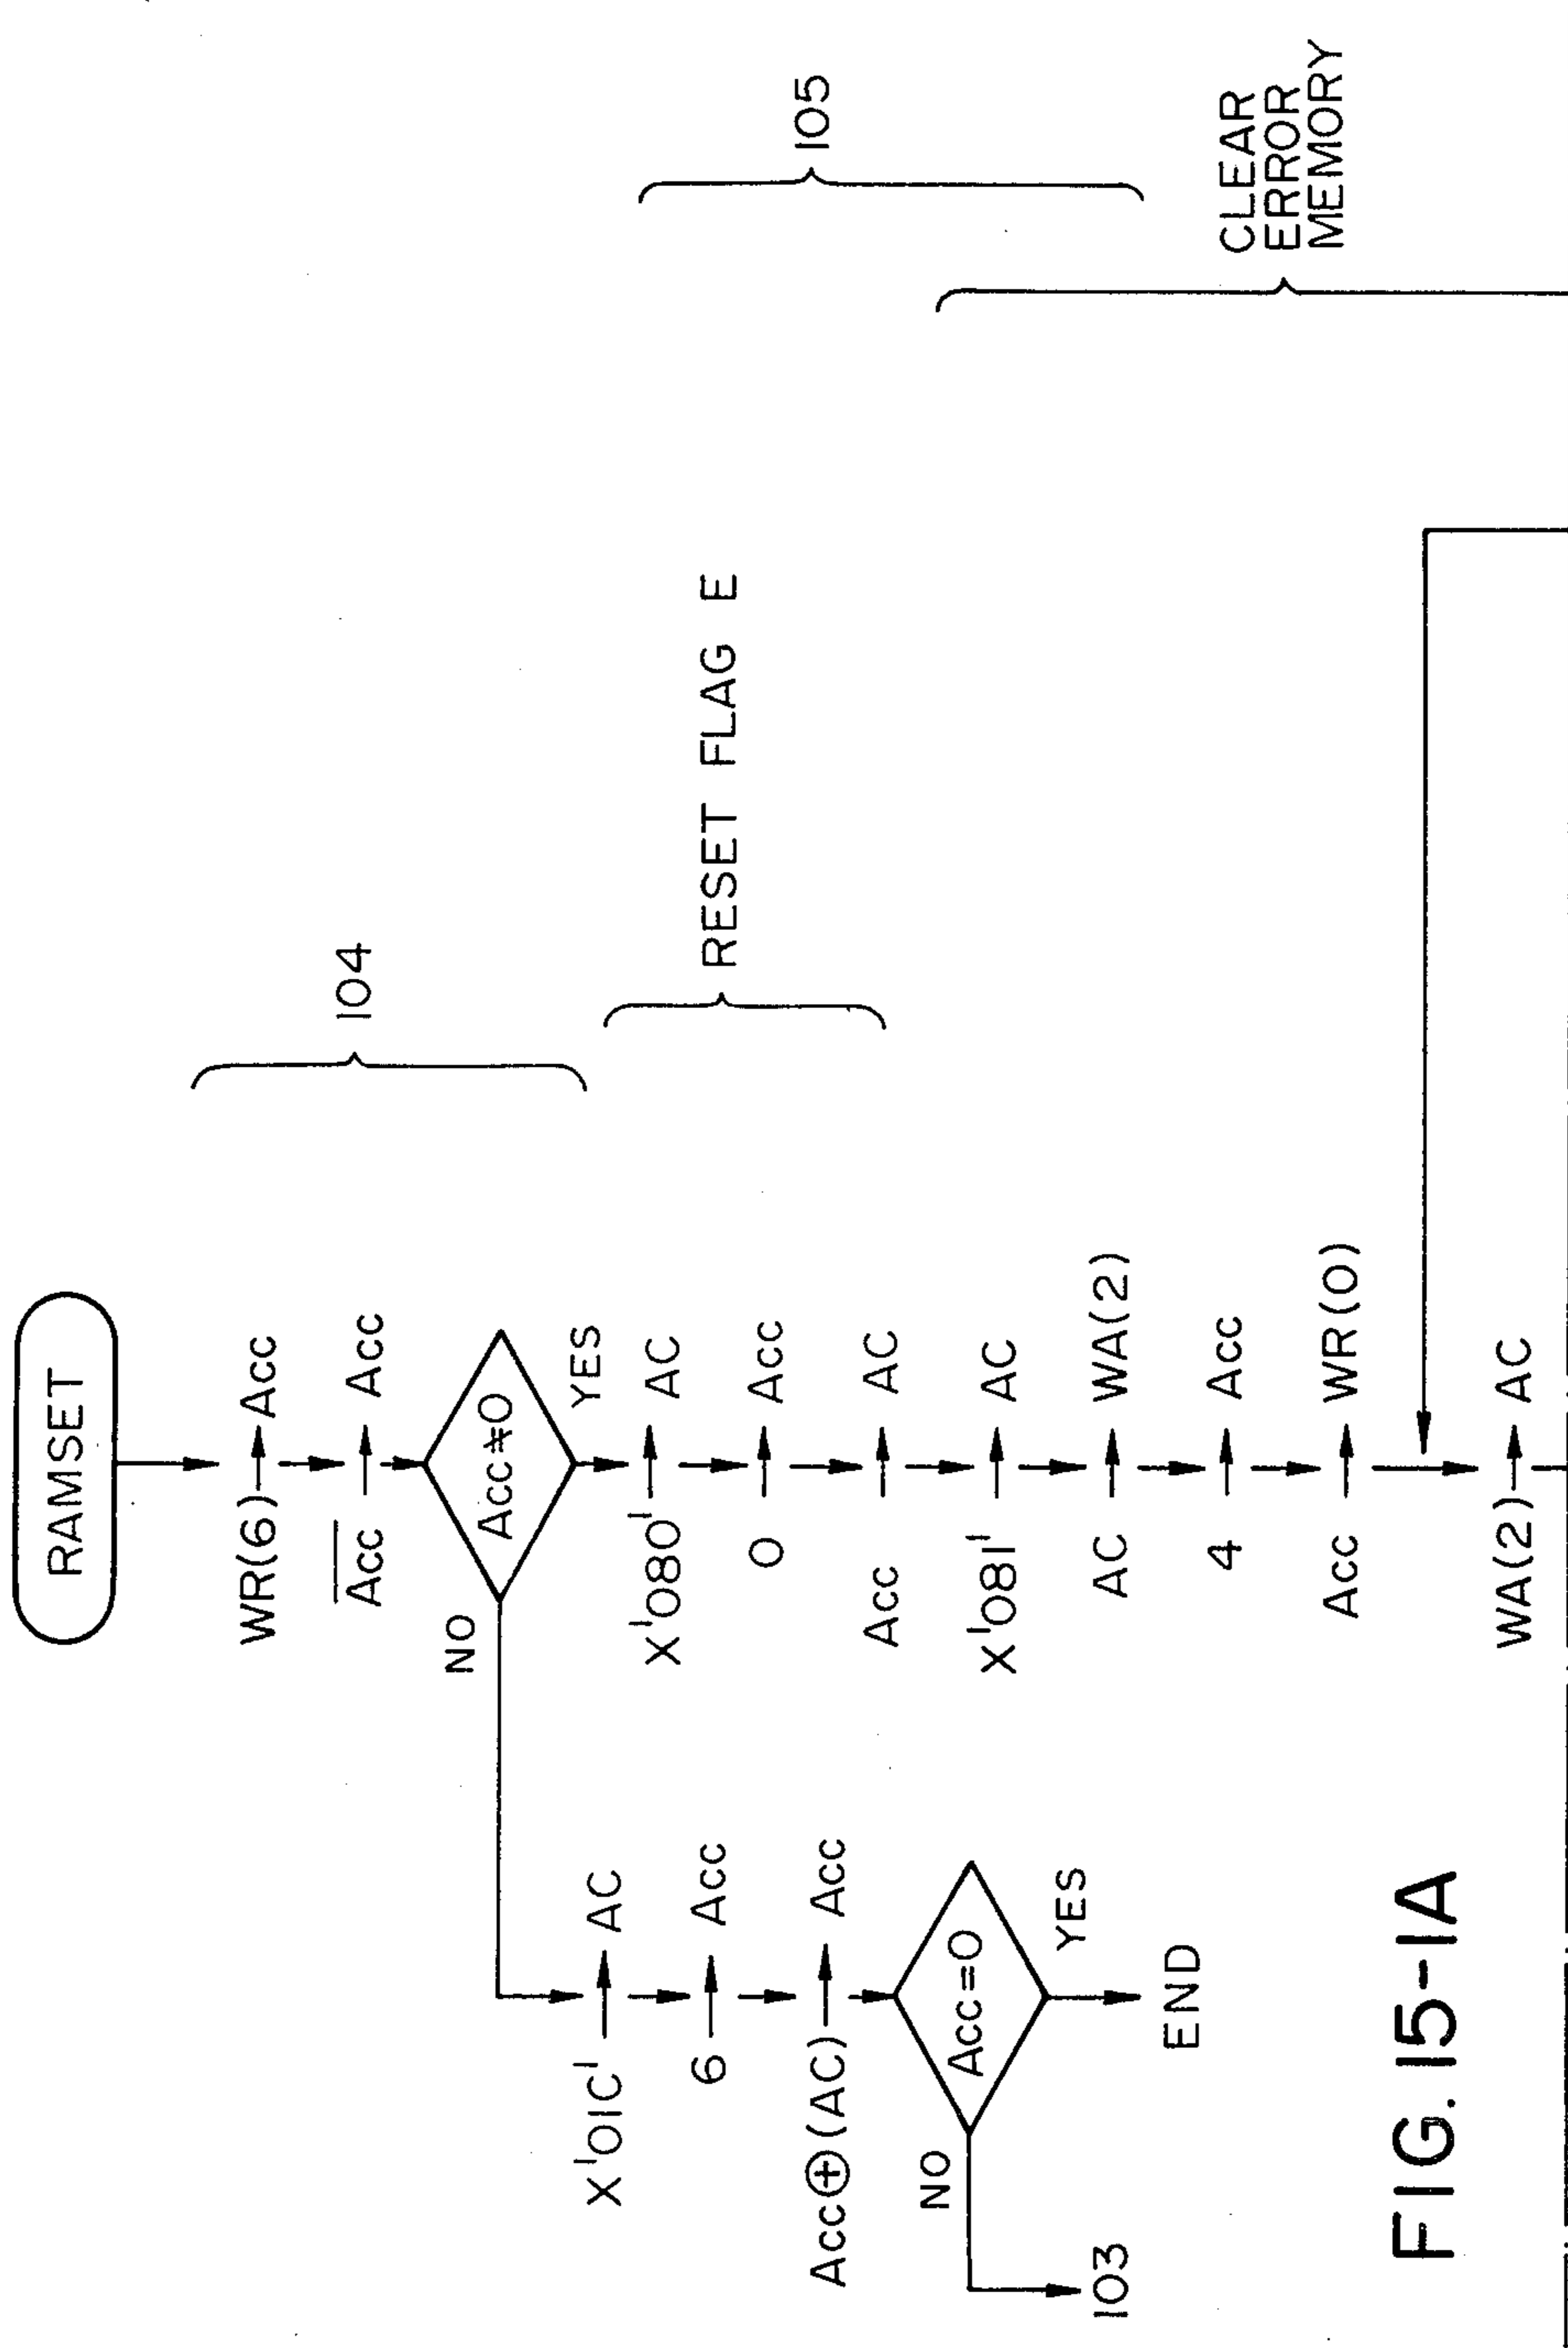 RAMSET
WR(6) → Acc
104
A̅c̅c̅ → Acc
Acc≠0
NO
YES
X'01C' → AC
X'080' → AC
6 → Acc
RESET FLAG E
0 → Acc
105
Acc⊕(AC) → Acc
Acc → AC
Acc=0
NO
YES
X'081' → AC
103
AC → WA(2)
END
4 → Acc
CLEAR
ERROR
MEMORY
Acc → WR(0)
WA(2) → AC
FIG. 15-1A